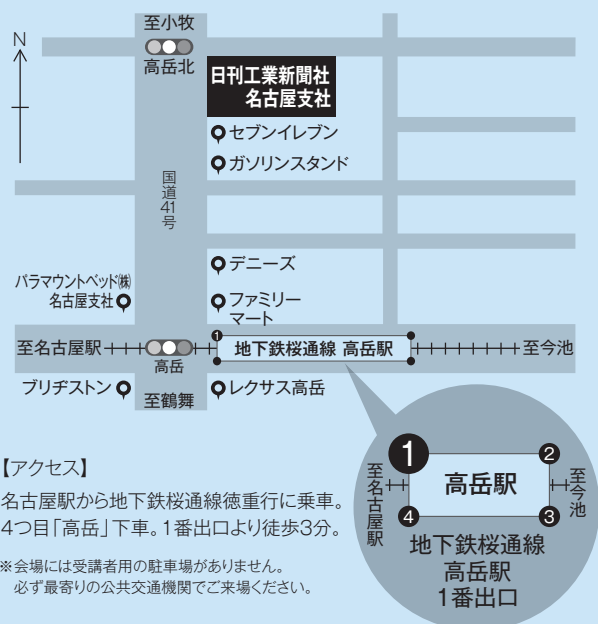 至小牧
N
高岳北
日刊工業新聞社
名古屋支社
セブンイレブン
ガソリンスタンド
国道41号
デニーズ
パラマウントベッド㈱
名古屋支社
ファミリー
マート
至名古屋駅
高岳
1
地下鉄桜通線 高岳駅
至今池
ブリヂストン
至鶴舞
レクサス高岳
【アクセス】
名古屋駅から地下鉄桜通線徳重行に乗車。
4つ目「高岳」下車。1番出口より徒歩3分。
※会場には受講者用の駐車場がありません。
必ず最寄りの公共交通機関でご来場ください。
1
2
至名古屋駅
高岳駅
至今池
4
3
地下鉄桜通線
高岳駅
1番出口